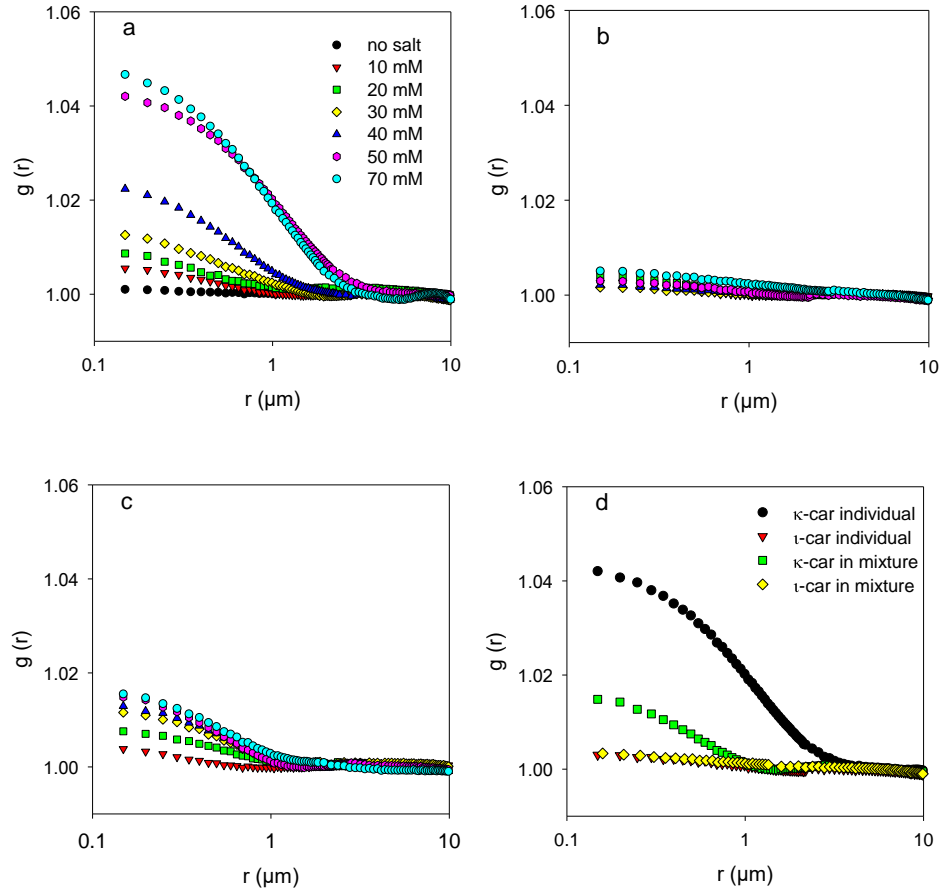 a
1.06
1.04
1.02
1.00
g (r)
0.1
1
10
r (µm)
no salt
10 mM
20 mM
30 mM
40 mM
50 mM
70 mM
b
1.06
1.04
1.02
1.00
g (r)
0.1
1
10
r (µm)
c
1.06
1.04
1.02
1.00
g (r)
0.1
1
10
r (µm)
d
1.06
1.04
1.02
1.00
g (r)
0.1
1
10
r (µm)
κ-car individual
ι-car individual
κ-car in mixture
ι-car in mixture